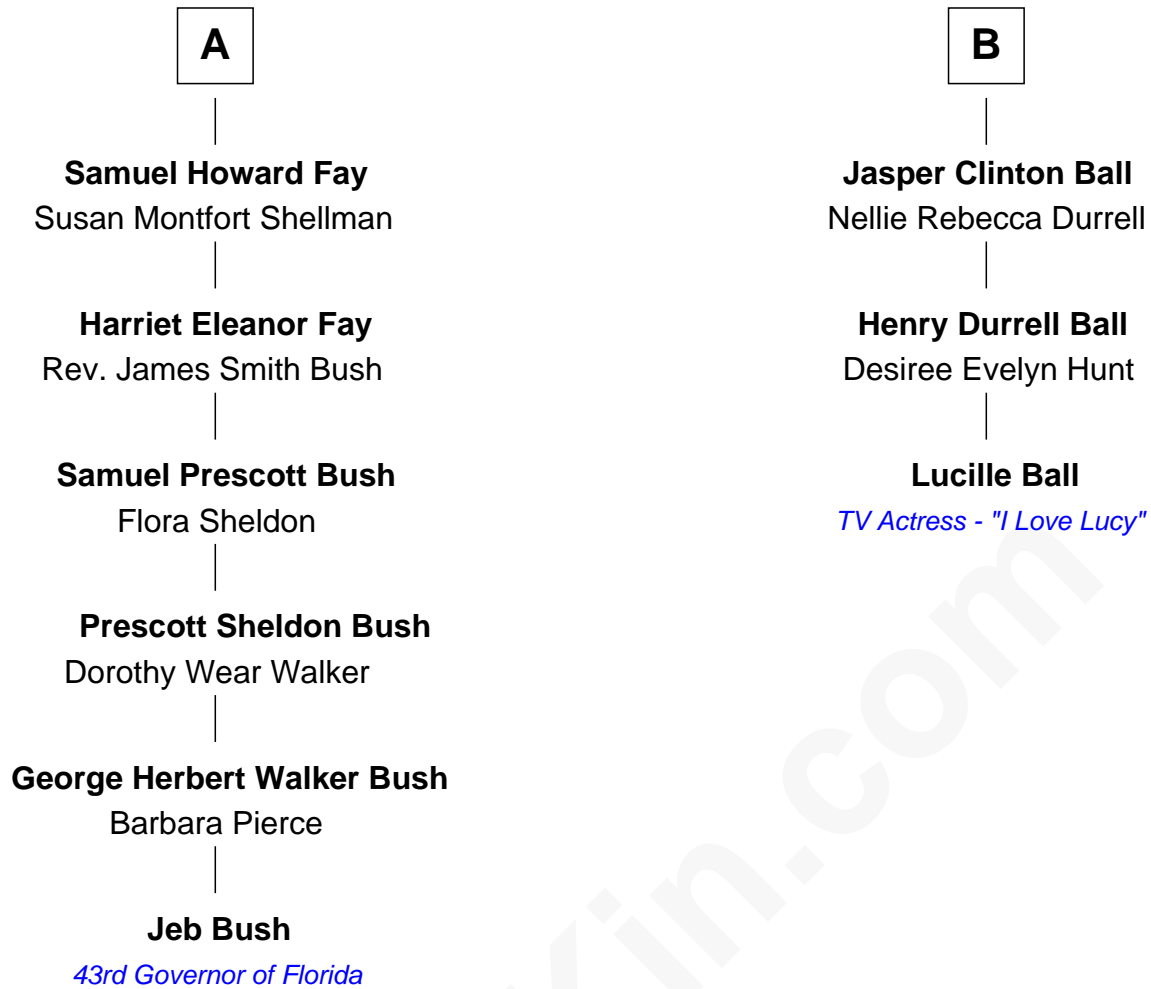 A
Samuel Howard Fay
Susan Montfort Shellman
Harriet Eleanor Fay
Rev. James Smith Bush
Samuel Prescott Bush
Flora Sheldon
Prescott Sheldon Bush
Dorothy Wear Walker
George Herbert Walker Bush
Barbara Pierce
Jeb Bush
43rd Governor of Florida
B
Jasper Clinton Ball
Nellie Rebecca Durrell
Henry Durrell Ball
Desiree Evelyn Hunt
Lucille Ball
TV Actress - "I Love Lucy"
Kin.com